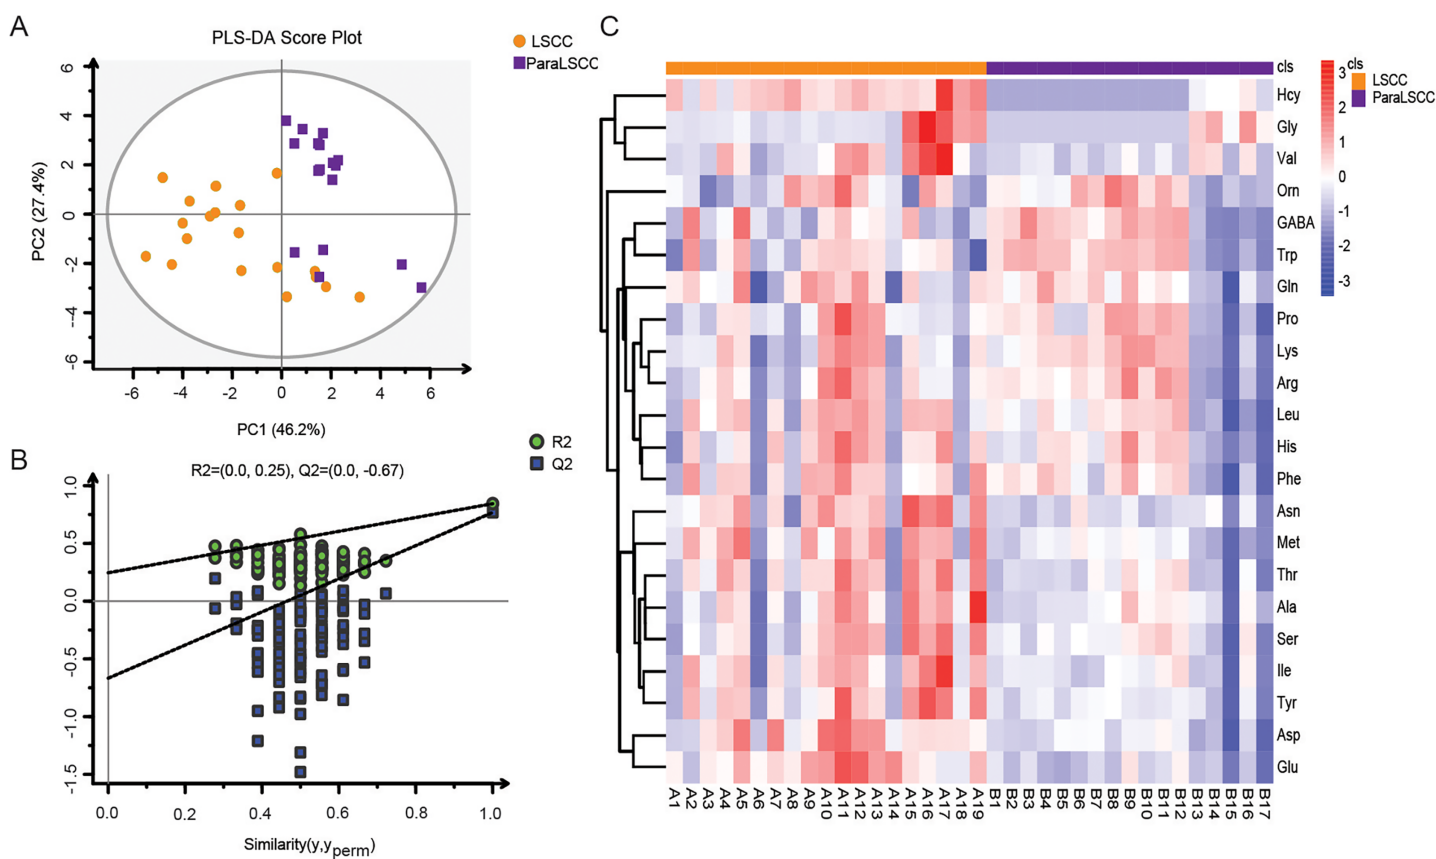 A
PLS-DA Score Plot
LSCC
ParaLSCC
PC2 (27.4%)
6
4
2
0
-2
-4
-6
-6 -4 -2 0 2 4 6
PC1 (46.2%)
B
R2=(0.0, 0.25), Q2=(0.0, -0.67)
R2
Q2
1.0
0.5
0.0
-0.5
-1.0
-1.5
0.0 0.2 0.4 0.6 0.8 1.0
Similarity(y,yperm)
C
cls
Hcy
Gly
Val
Orn
GABA
Trp
Gln
Pro
Lys
Arg
Leu
His
Phe
Asn
Met
Thr
Ala
Ser
Ile
Tyr
Asp
Glu
A1 A2 A3 A4 A5 A6 A7 A8 A9 A10 A11 A12 A13 A14 A15 A16 A17 A18 A19 B1 B2 B3 B4 B5 B6 B7 B8 B9 B10 B11 B12 B13 B14 B15 B16 B17
3
2
1
0
-1
-2
-3
cls
LSCC
ParaLSCC